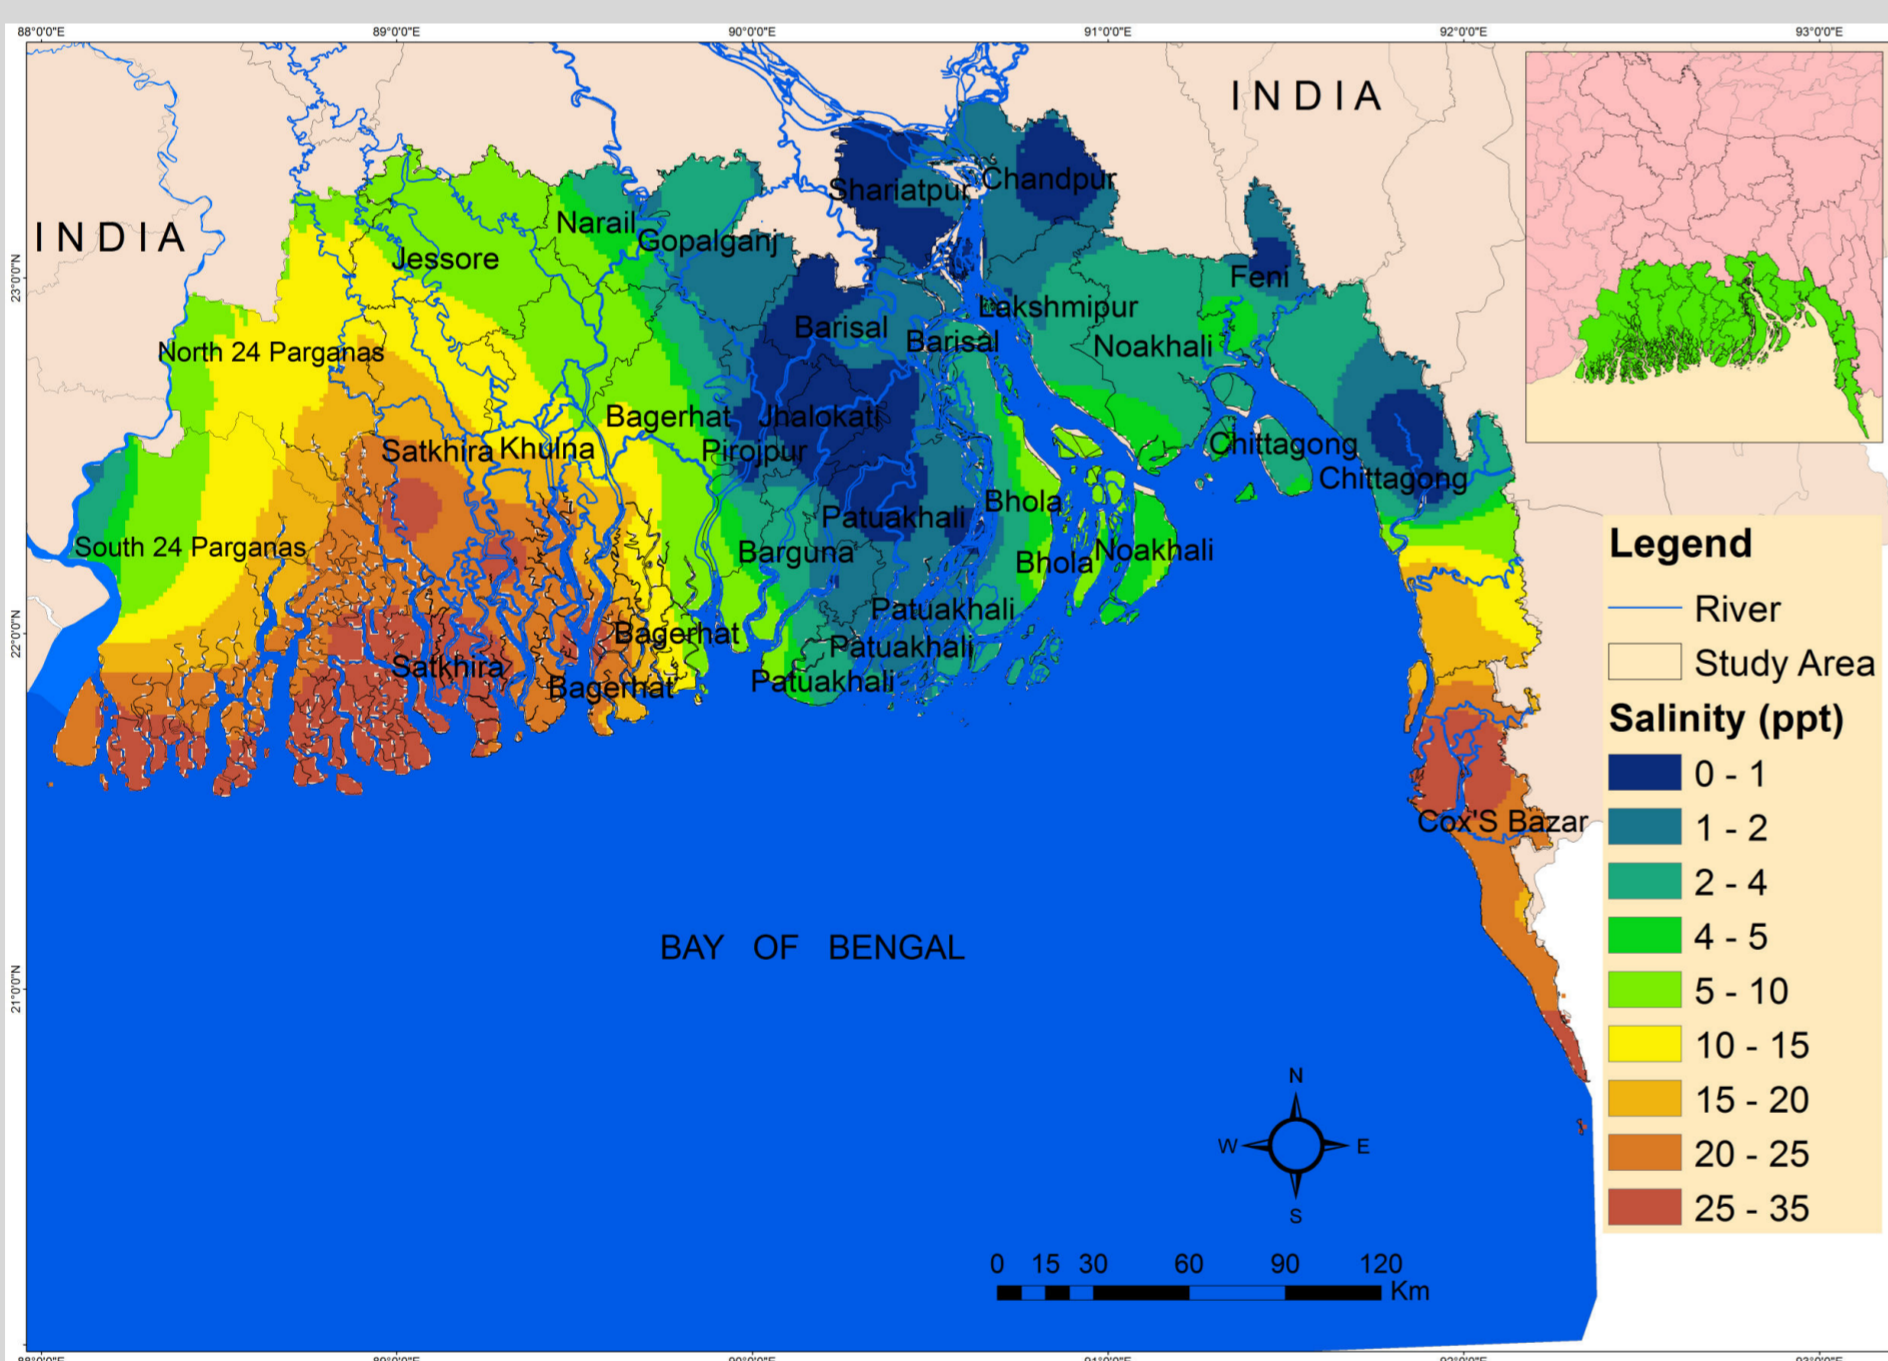 88°0'0"E 89°0'0"E 90°0'0"E 91°0'0"E 92°0'0"E 93°0'0"E
INDIA
INDIA
Shariatpur
Chandpur
Narail
Gopalganj
Jessore
Feni
23°0'0"N
Lakshmipur
Barisal
Barisal
Noakhali
North 24 Parganas
Bagerhat
Jhalokati
Satkhira
Khulna
Pirojpur
Chittagong
Chittagong
Bhola
Patuakhali
South 24 Parganas
Barguna
Bhola
Noakhali
Patuakhali
22°0'0"N
Bagerhat
Patuakhali
Satkhira
Bagerhat
Patuakhali
Cox'S Bazar
BAY OF BENGAL
21°0'0"N
Legend
River
Study Area
Salinity (ppt)
0 - 1
1 - 2
2 - 4
4 - 5
5 - 10
10 - 15
15 - 20
20 - 25
25 - 35
N
W E
S
0 15 30 60 90 120
Km